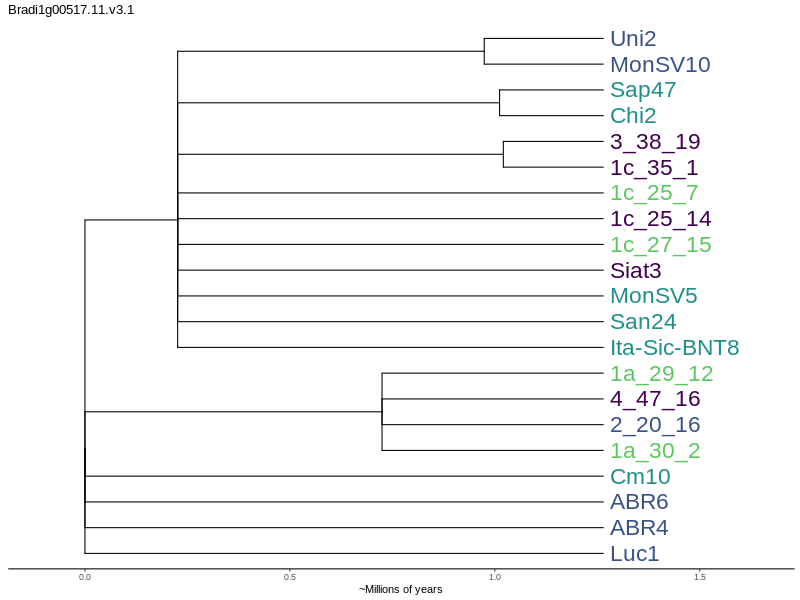 Bradi1g00517.11.v3.1
Uni2
MonSV10
Sap47
Chi2
3_38_19
1c_35_1
1c_25_7
1c_25_14
1c_27_15
Siat3
MonSV5
San24
Ita-Sic-BNT8
1a_29_12
4_47_16
2_20_16
1a_30_2
Cm10
ABR6
ABR4
Luc1
0.0 0.5 1.0 1.5
~Millions of years